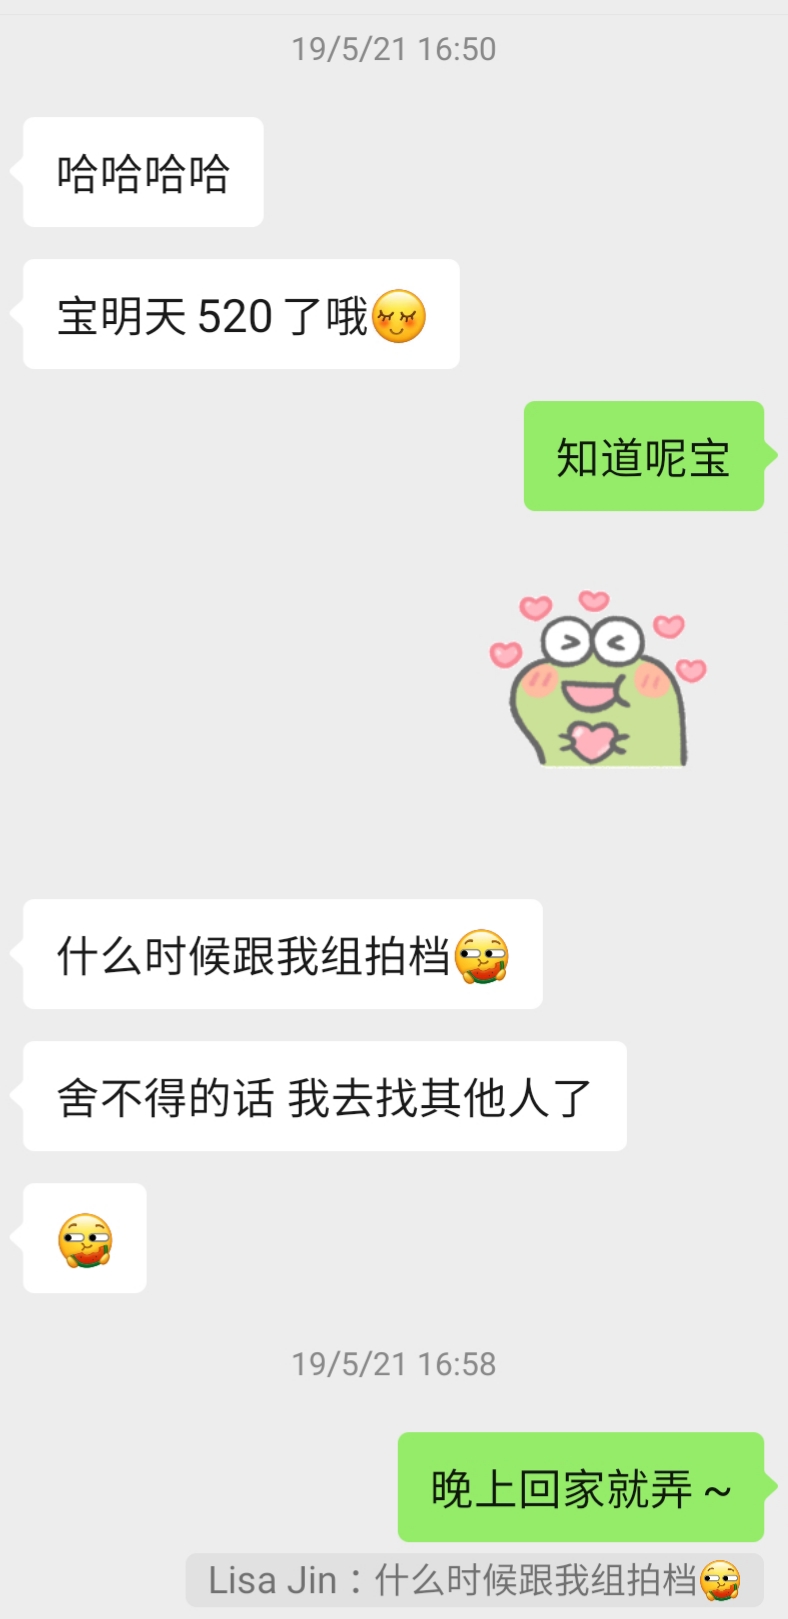 19/5/21 16:50
哈哈哈哈
宝明天520了哦😚
知道呢宝
什么时候跟我组拍档
舍不得的话 我去找其他人了
19/5/21 16:58
晚上回家就弄~
Lisa Jin：什么时候跟我组拍档